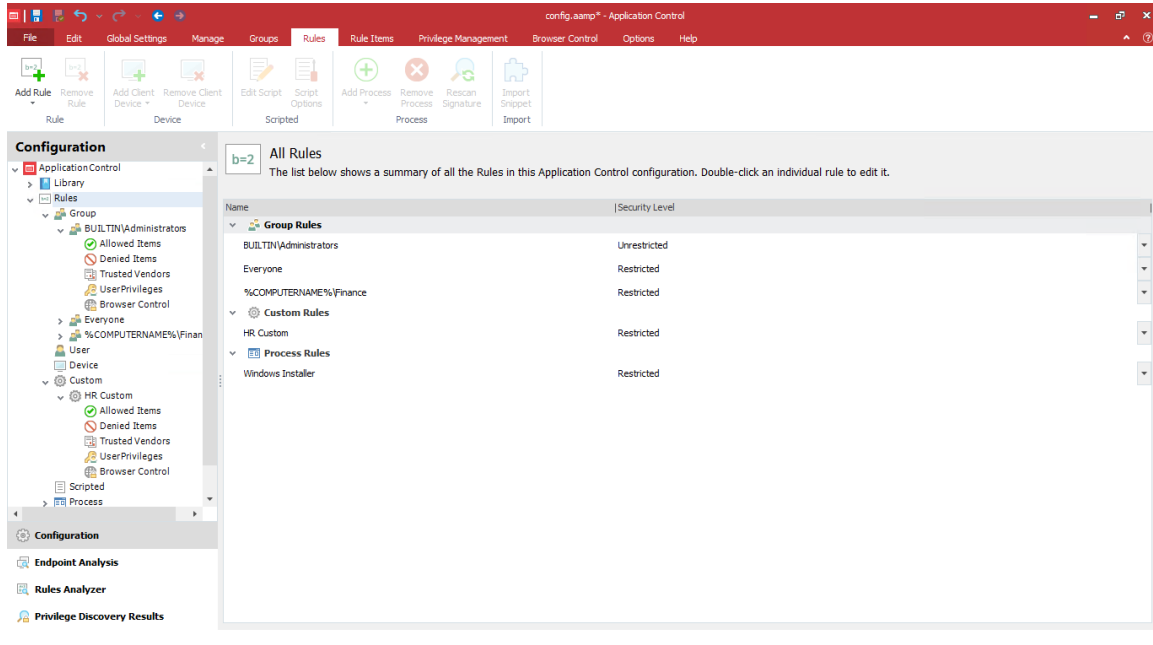 config.aamp* - Application Control
File Edit Global Settings Manage Groups Rules Rule Items Privilege Management Browser Control Options Help
b=2
Add Rule
Remove Rule
Rule
Add Client Device
Remove Client Device
Device
Edit Script
Script Options
Scripted
Add Process
Remove Process
Rescan Signature
Process
Import Snippet
Import
Configuration
Application Control
Library
Rules
Group
BUILTIN\Administrators
Allowed Items
Denied Items
Trusted Vendors
User Privileges
Browser Control
Everyone
%COMPUTERNAME%\Finan
User
Device
Custom
HR Custom
Allowed Items
Denied Items
Trusted Vendors
User Privileges
Browser Control
Scripted
Process
Configuration
Endpoint Analysis
Rules Analyzer
Privilege Discovery Results
b=2
All Rules
The list below shows a summary of all the Rules in this Application Control configuration. Double-click an individual rule to edit it.
Name Security Level
Group Rules
BUILTIN\Administrators Unrestricted
Everyone Restricted
%COMPUTERNAME%\Finance Restricted
Custom Rules
HR Custom Restricted
Process Rules
Windows Installer Restricted